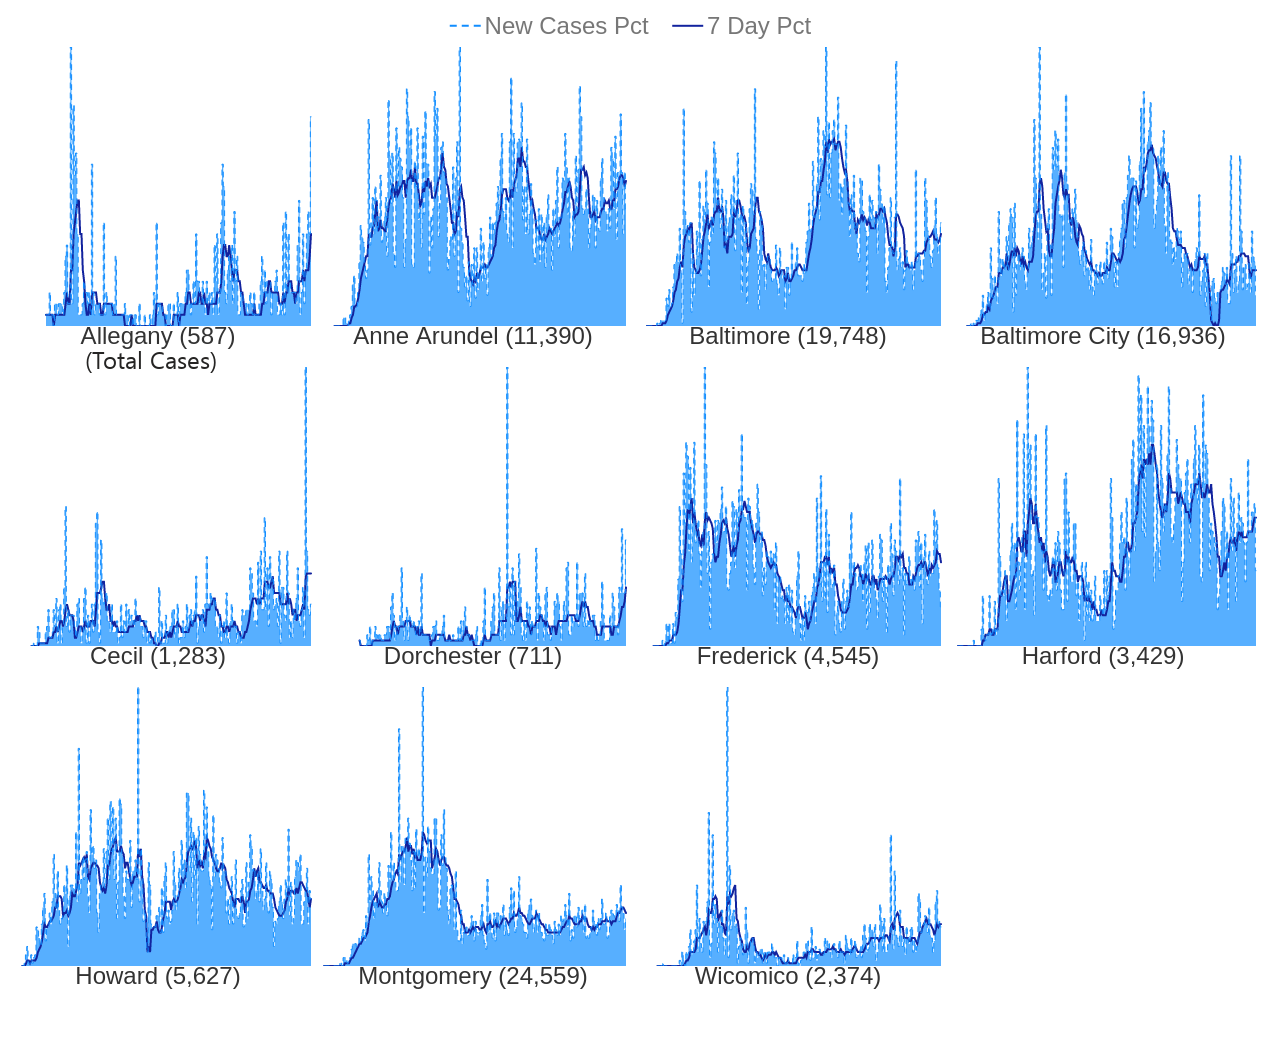 New Cases Pct 7 Day Pct
Allegany (587) Anne Arundel (11,390) Baltimore (19,748) Baltimore City (16,936)
(Total Cases)
Cecil (1,283) Dorchester (711) Frederick (4,545) Harford (3,429)
Howard (5,627) Montgomery (24,559) Wicomico (2,374)